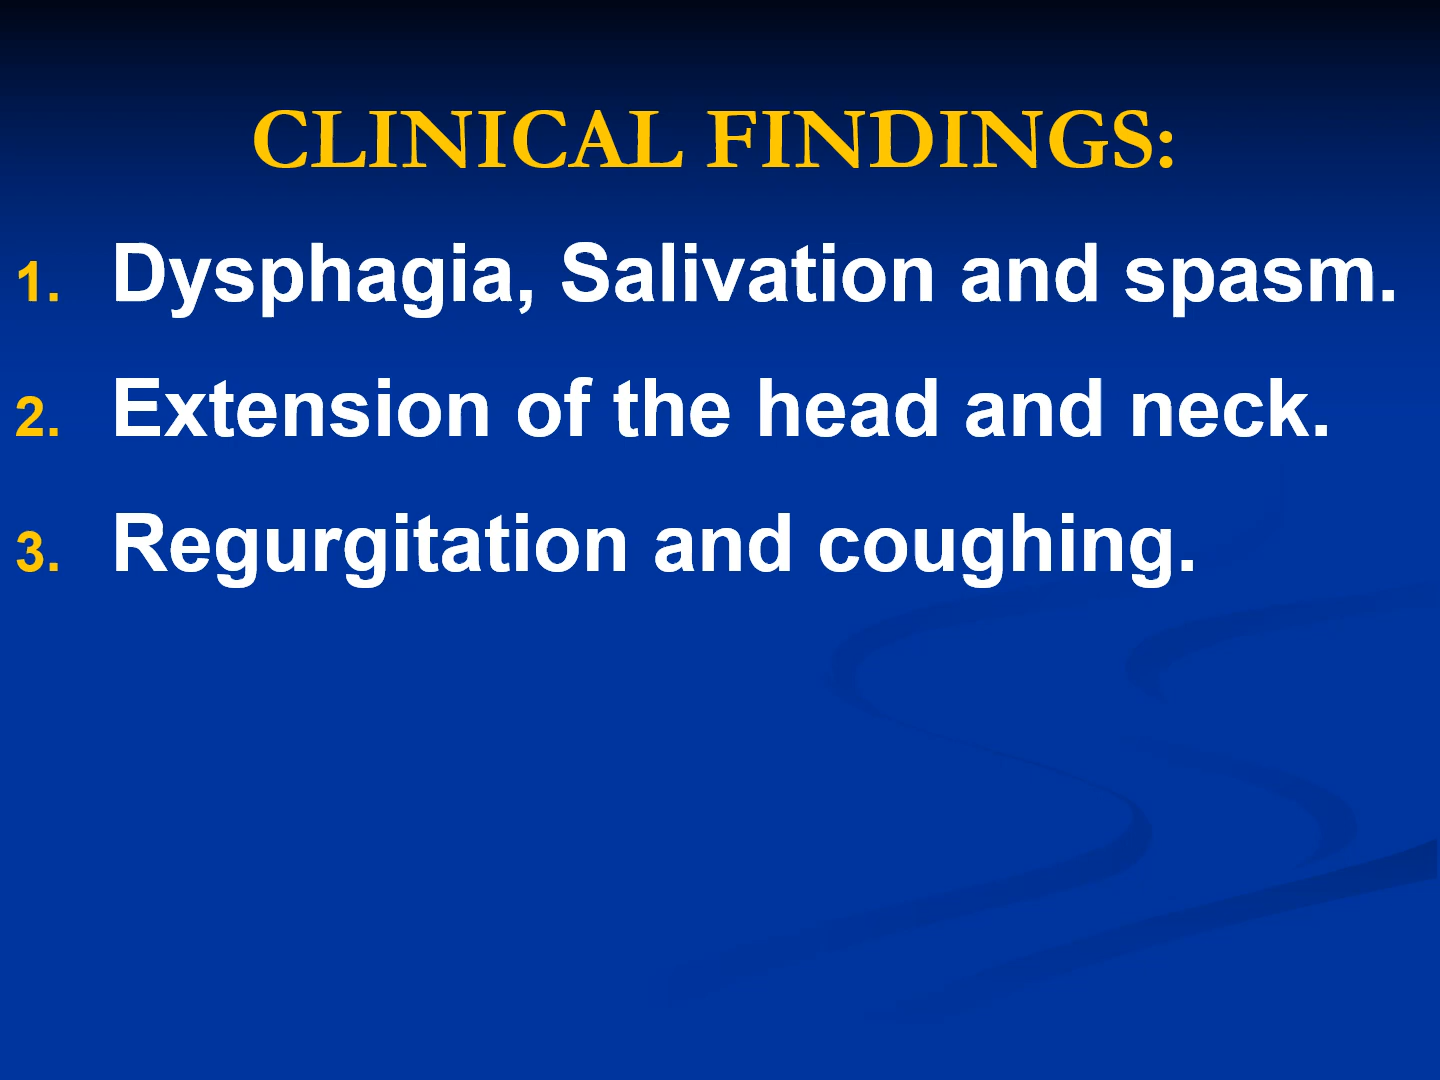 CLINICAL FINDINGS:
1. Dysphagia, Salivation and spasm.
2. Extension of the head and neck.
3. Regurgitation and coughing.